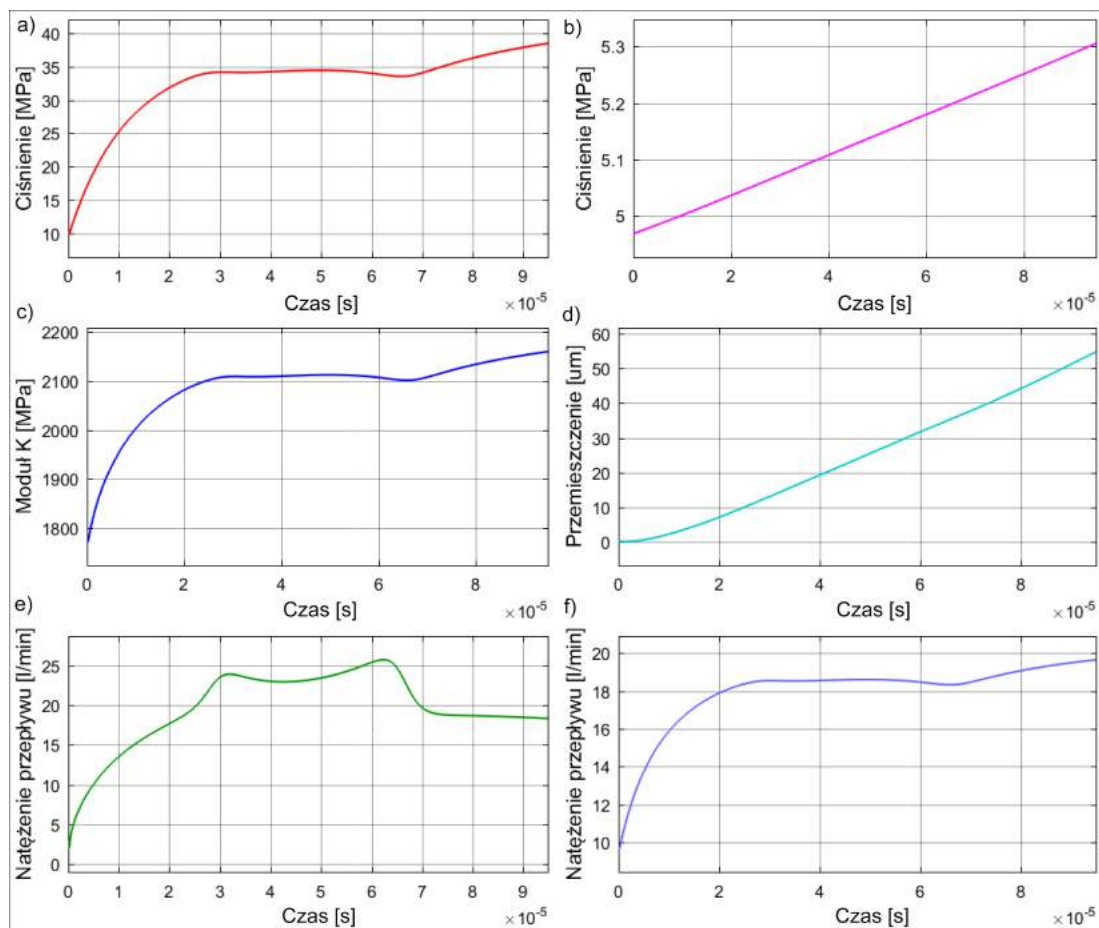 a)
Ciśnienie [MPa]
40
35
30
25
20
15
10
0 1 2 3 4 5 6 7 8 9
Czas [s]
×10⁻⁵
b)
Ciśnienie [MPa]
5.3
5.2
5.1
5
0 2 4 6 8
Czas [s]
×10⁻⁵
c)
Moduł K [MPa]
2200
2100
2000
1900
1800
0 2 4 6 8
Czas [s]
×10⁻⁵
d)
Przemieszczenie [um]
60
50
40
30
20
10
0
0 2 4 6 8
Czas [s]
×10⁻⁵
e)
Natężenie przepływu [l/min]
25
20
15
10
5
0
0 1 2 3 4 5 6 7 8 9
Czas [s]
×10⁻⁵
f)
Natężenie przepływu [l/min]
20
18
16
14
12
10
0 2 4 6 8
Czas [s]
×10⁻⁵